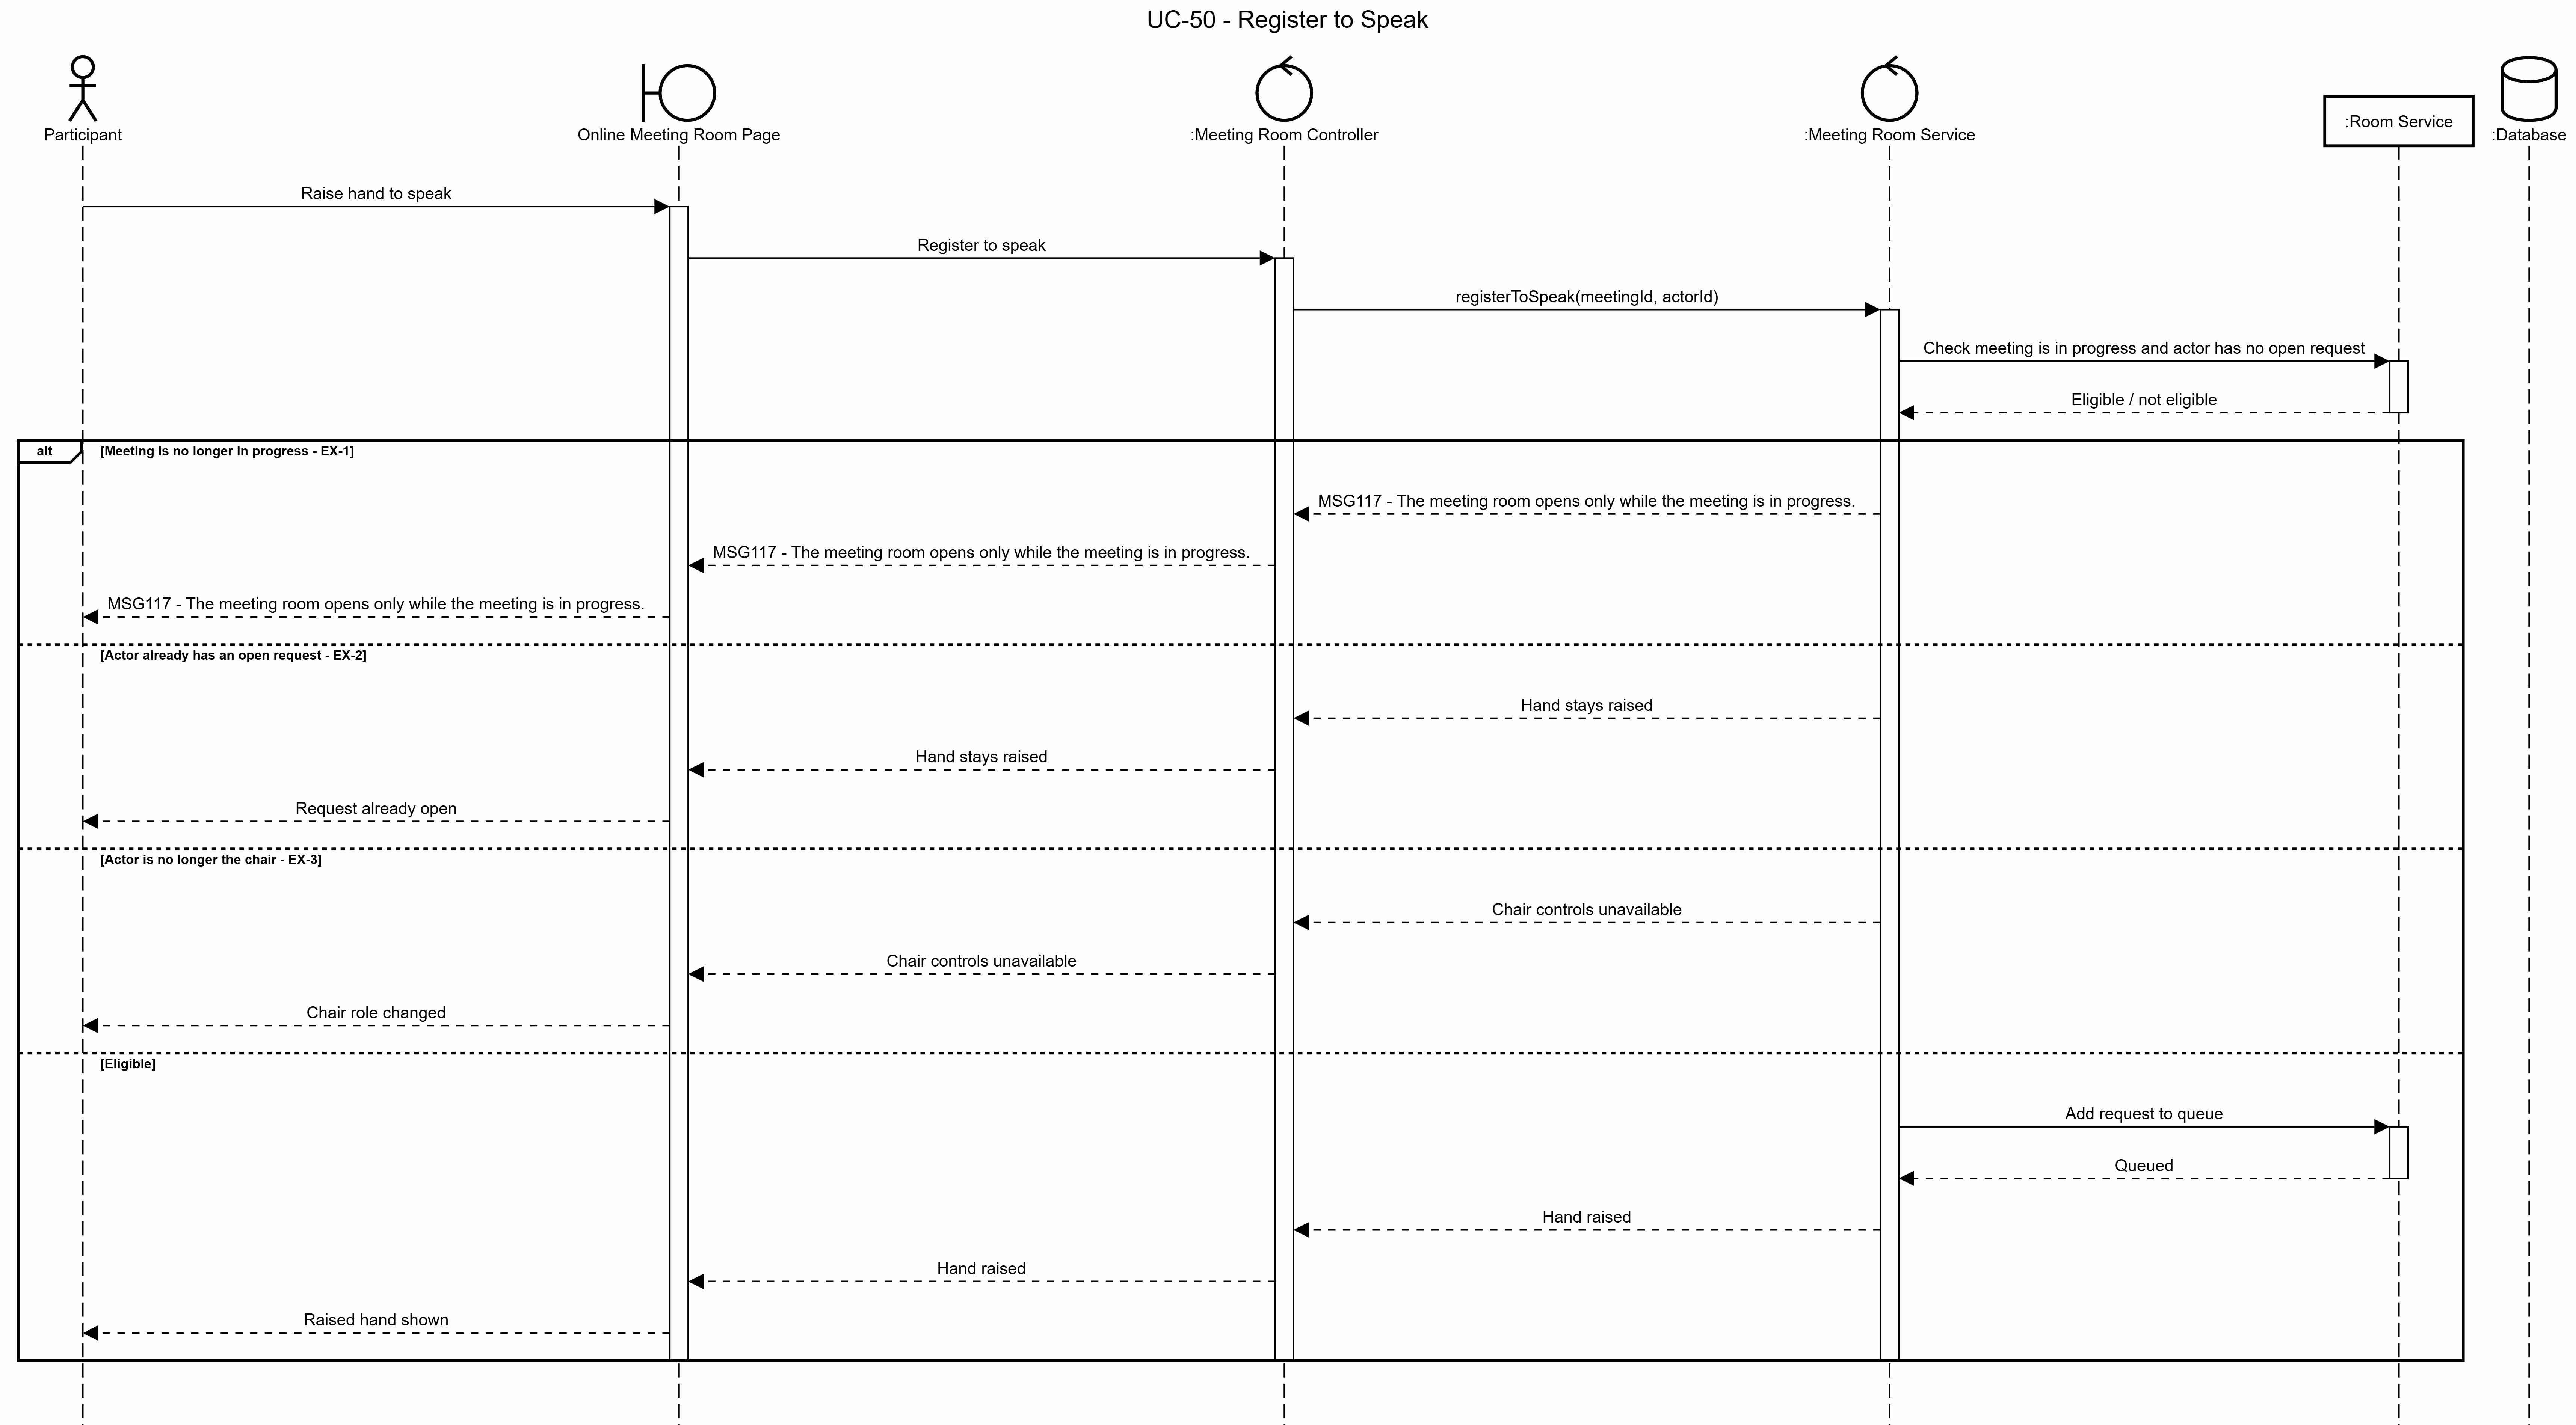 UC-50 - Register to Speak
Participant
Online Meeting Room Page
:Meeting Room Controller
:Meeting Room Service
:Room Service
:Database
Raise hand to speak
Register to speak
registerToSpeak(meetingId, actorId)
Check meeting is in progress and actor has no open request
Eligible / not eligible
alt
[Meeting is no longer in progress - EX-1]
MSG117 - The meeting room opens only while the meeting is in progress.
MSG117 - The meeting room opens only while the meeting is in progress.
MSG117 - The meeting room opens only while the meeting is in progress.
[Actor already has an open request - EX-2]
Hand stays raised
Hand stays raised
Request already open
[Actor is no longer the chair - EX-3]
Chair controls unavailable
Chair controls unavailable
Chair role changed
[Eligible]
Add request to queue
Queued
Hand raised
Hand raised
Raised hand shown